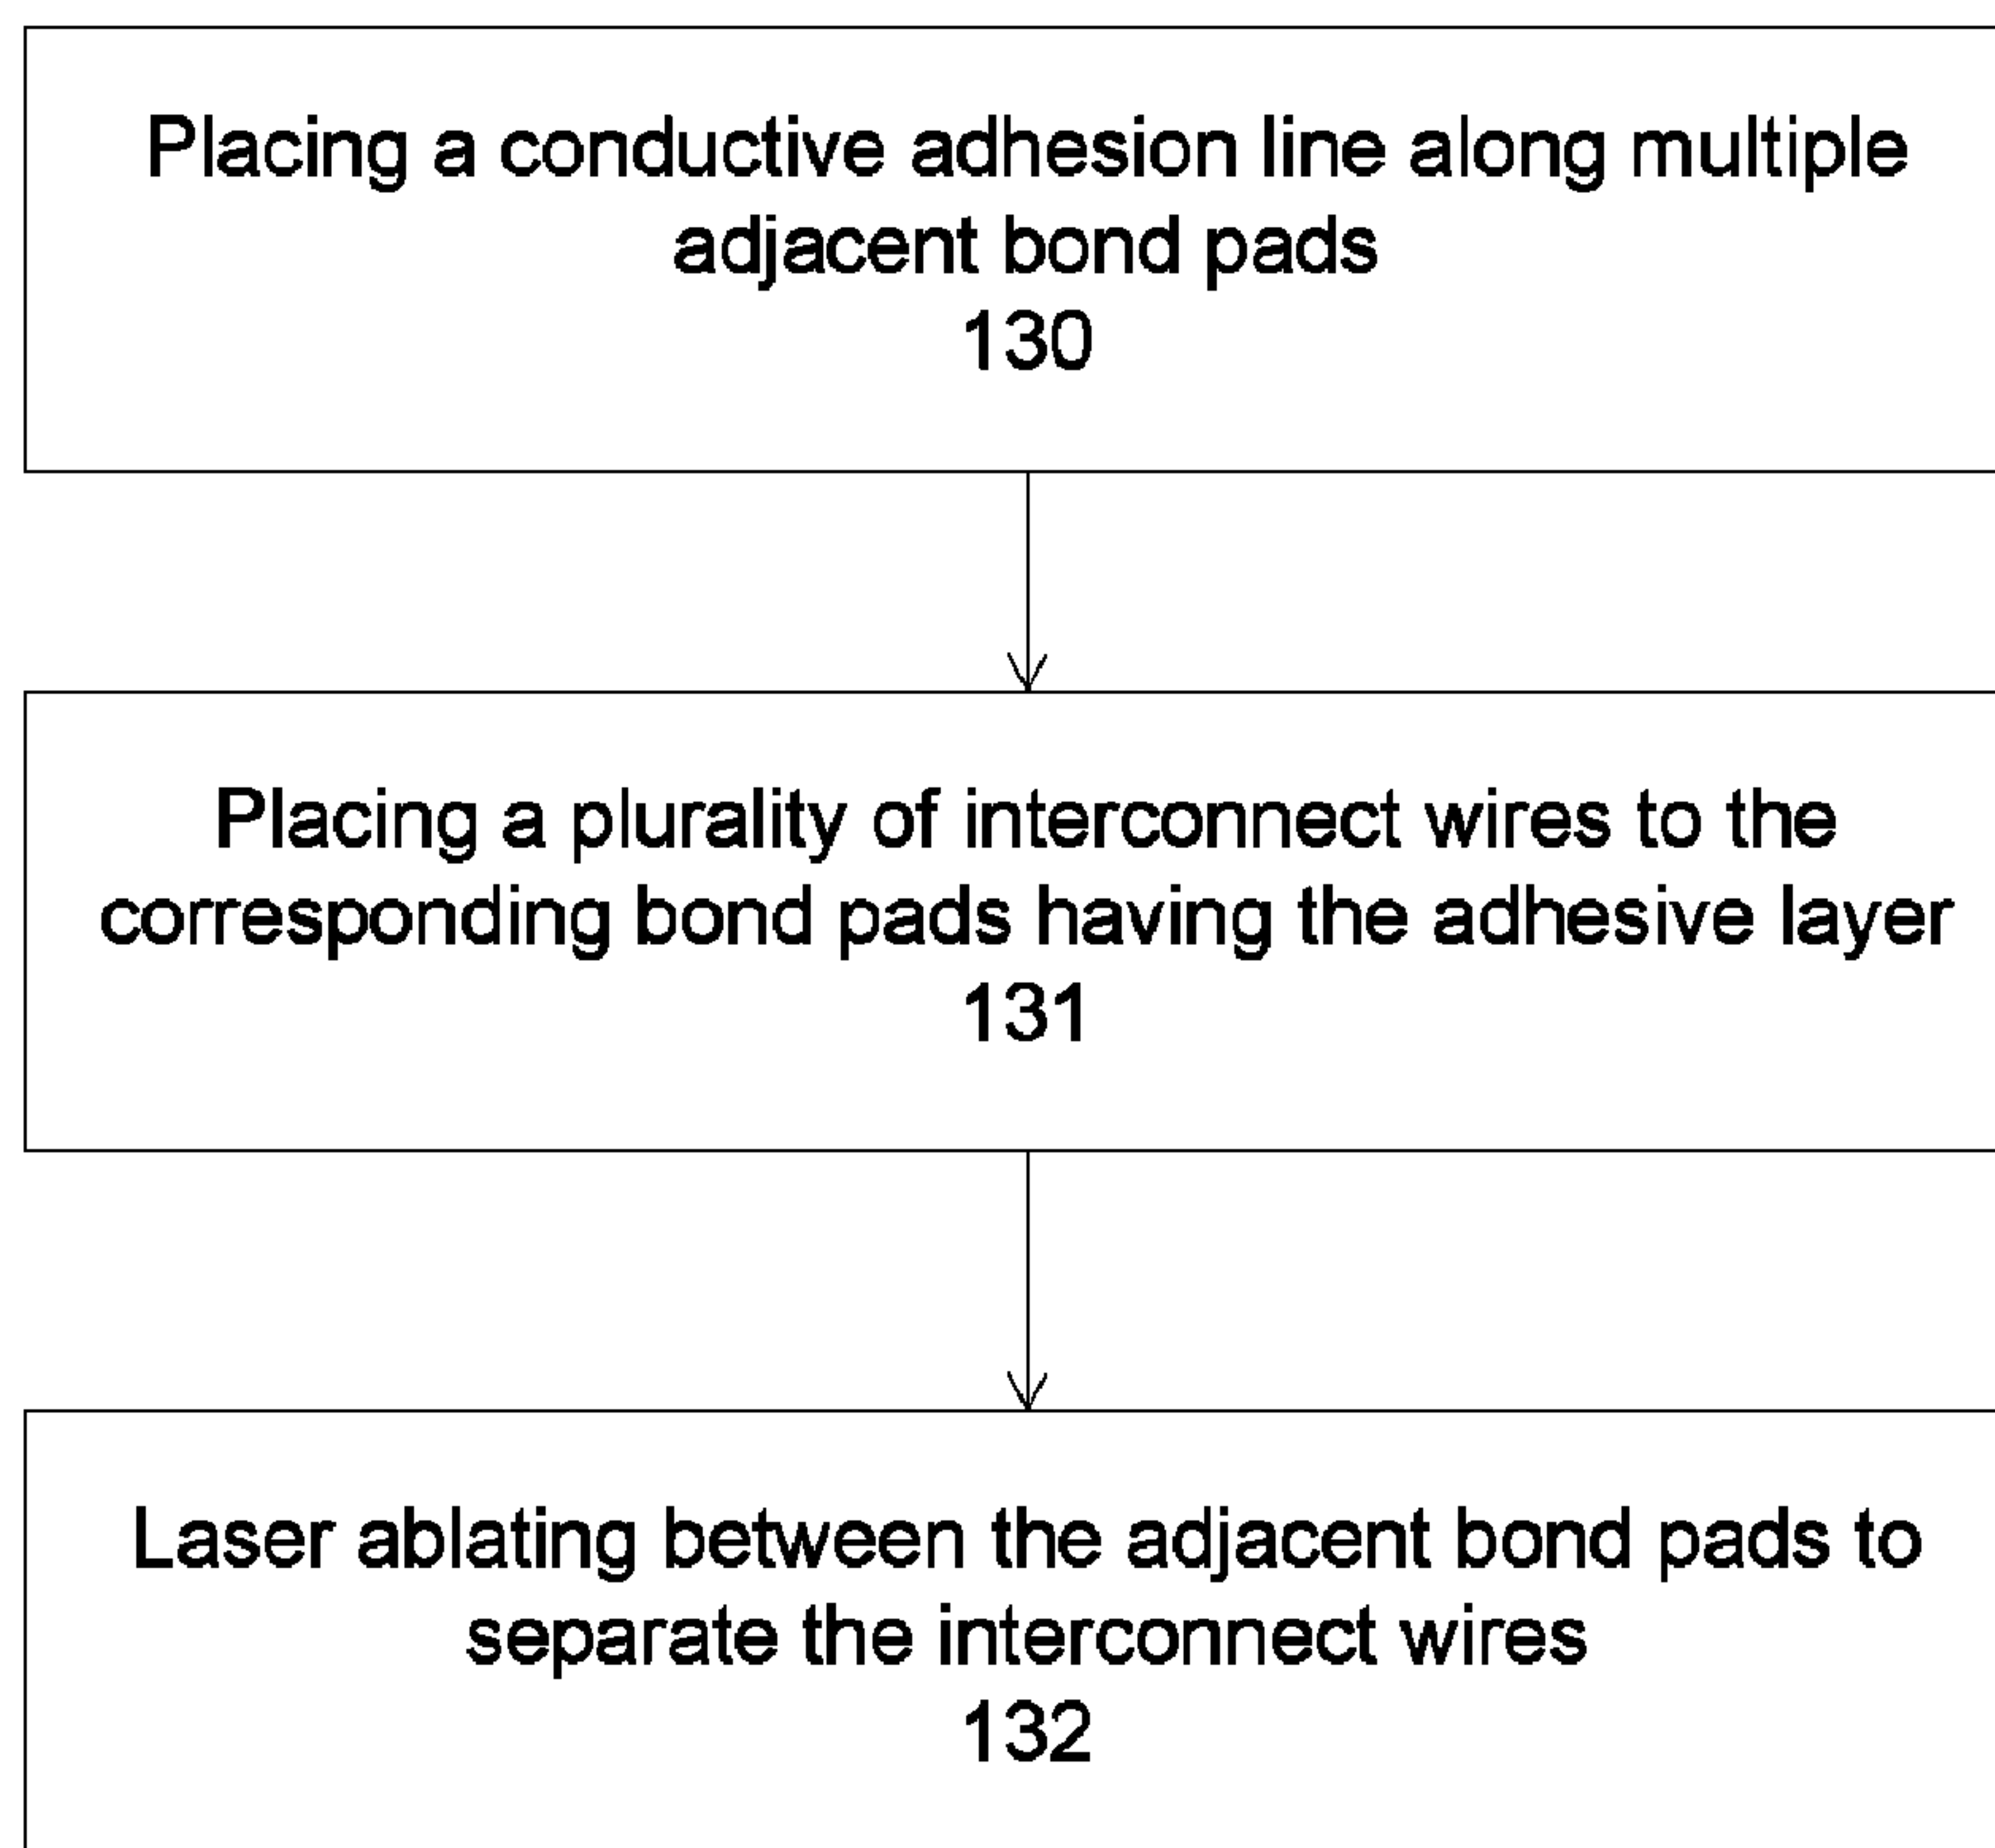 Placing a conductive adhesion line along multiple
adjacent bond pads
130
Placing a plurality of interconnect wires to the
corresponding bond pads having the adhesive layer
131
Laser ablating between the adjacent bond pads to
separate the interconnect wires
132